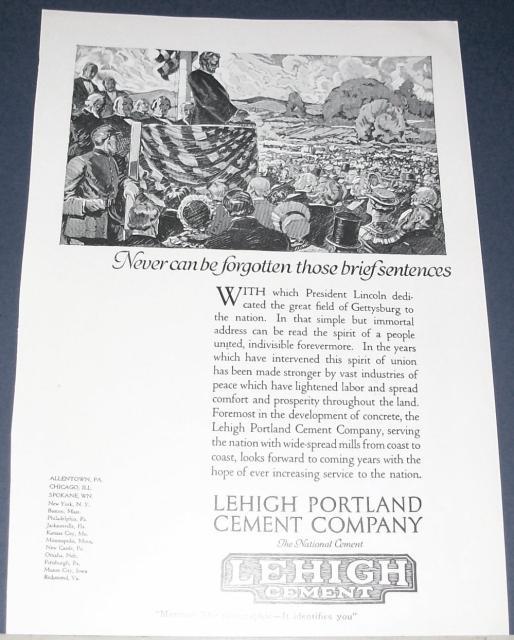 Never can be forgotten those brief sentences
WITH which President Lincoln dedi-
cated the great field of Gettysburg to
the nation. In that simple but immortal
address can be read the spirit of a people
united, indivisible forevermore. In the years
which have intervened this spirit of union
has been made stronger by vast industries of
peace which have lightened labor and spread
comfort and prosperity throughout the land.
Foremost in the development of concrete, the
Lehigh Portland Cement Company, serving
the nation with wide-spread mills from coast to
coast, looks forward to coming years with the
hope of ever increasing service to the nation.
ALLENTOWN, PA.
CHICAGO, ILL.
SPOKANE, WN.
New York, N. Y.
Boston, Mass.
Philadelphia, Pa.
Jacksonville, Fla.
Kansas City, Mo.
Minneapolis, Minn.
New Castle, Pa.
Omaha, Neb.
Pittsburgh, Pa.
Mason City, Iowa
Richmond, Va.
LEHIGH PORTLAND
CEMENT COMPANY
The National Cement
LEHIGH
CEMENT
It identifies you"